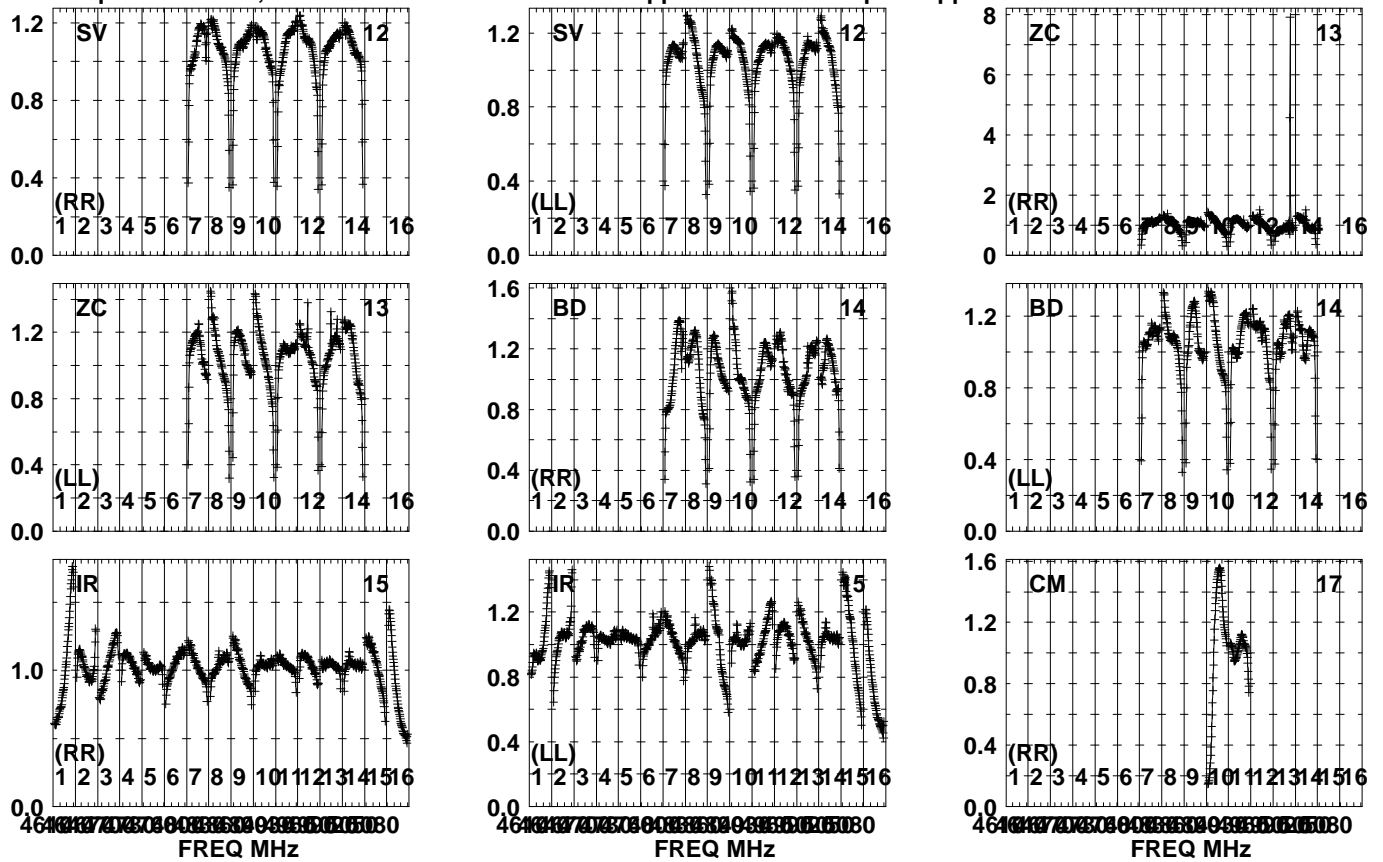 SV 12
1.2
0.8
0.4
0.0
(RR)
1 2 3 4 5 6 7 8 9 10 12 14 16
SV 12
1.2
0.8
0.4
0.0
(LL)
1 2 3 4 5 6 7 8 9 10 12 14 16
ZC 13
8
6
4
2
0
(RR)
1 2 3 4 5 6 7 8 16
ZC 13
1.2
0.8
0.4
0.0
(LL)
1 2 3 4 5 6 7 8 9 10 12 14 16
BD 14
1.6
1.2
0.8
0.4
0.0
(RR)
1 2 3 4 5 6 7 8 9 10 12 14 16
BD 14
1.2
0.8
0.4
0.0
(LL)
1 2 3 4 5 6 7 8 9 10 12 14 16
IR 15
1.0
0.0
(RR)
1 2 3 4 5 6 7 8 9 10 11 12 13 14 15 16
FREQ MHz
IR
1.2
0.8
0.4
0.0
(LL)
1 2 3 4 5 6 7 8 9 10 11 12 13 14 15 16
FREQ MHz
CM 17
1.6
1.2
0.8
0.4
0.0
(RR)
1 2 3 4 5 6 7 8 9 10 11 12 13 14 15 16
FREQ MHz